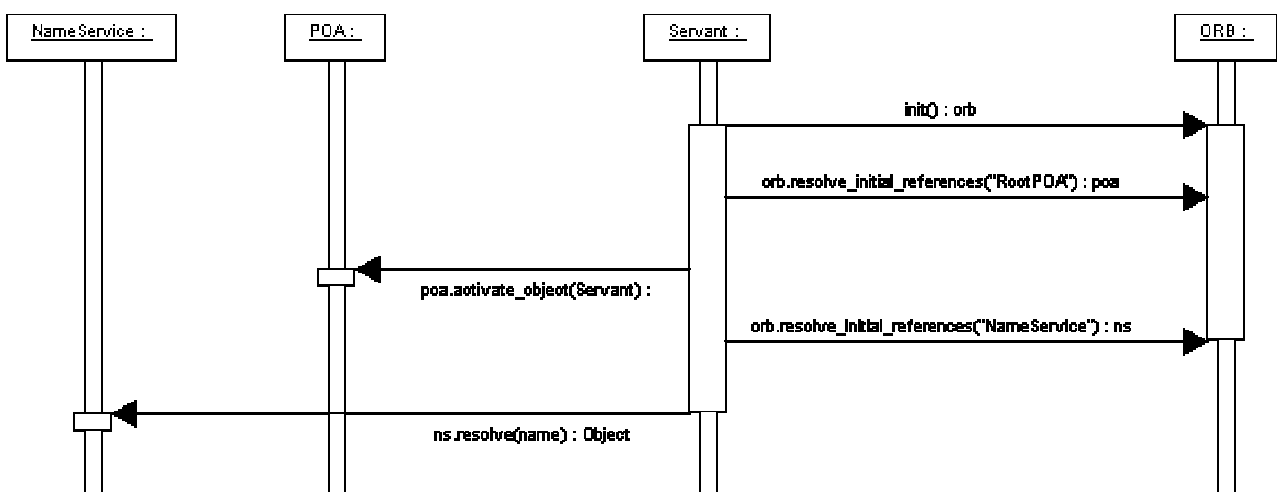 NameService :
POA :
Servant :
ORB :
init() : orb
orb.resolve_initial_references("RootPOA") : poa
poa.activate_object(Servant) :
orb.resolve_initial_references("NameService") : ns
ns.resolve(name) : Object